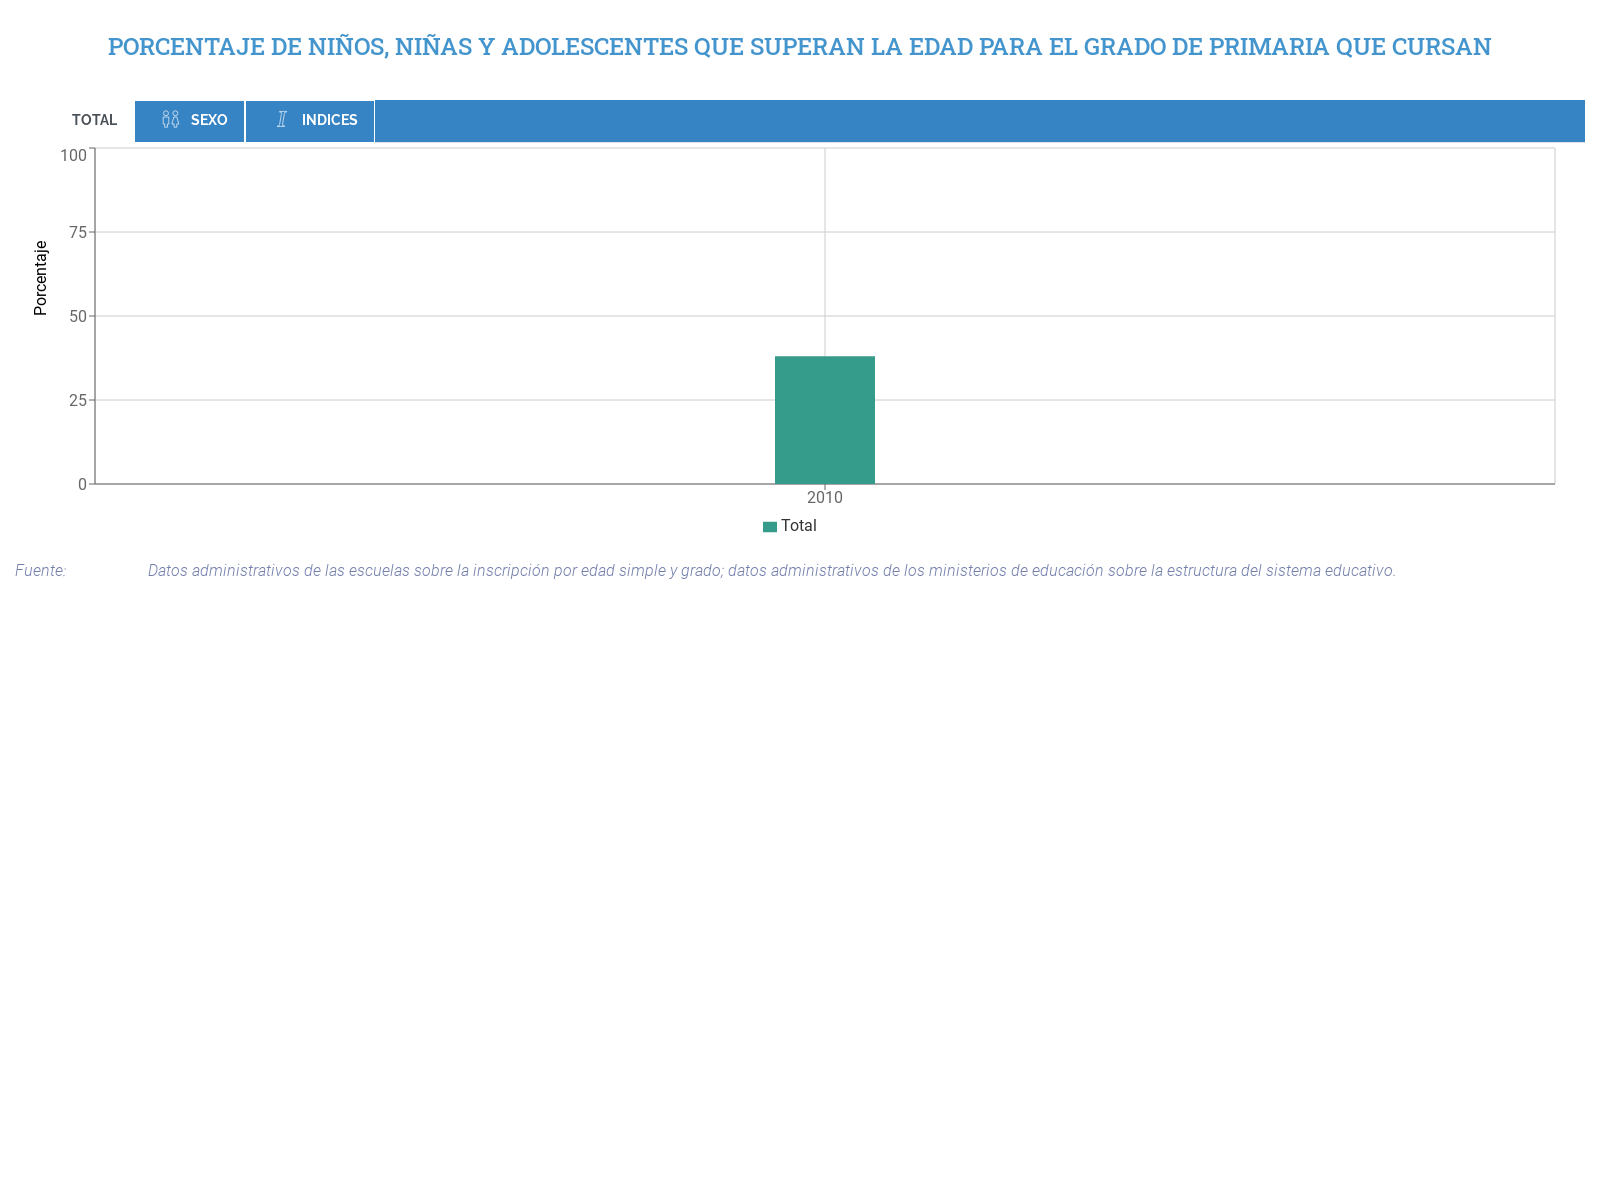 PORCENTAJE DE NIÑOS, NIÑAS Y ADOLESCENTES QUE SUPERAN LA EDAD PARA EL GRADO DE PRIMARIA QUE CURSAN
TOTAL SEXO INDICES
100
75
50
25
0
Porcentaje
2010
Total
Fuente: Datos administrativos de las escuelas sobre la inscripción por edad simple y grado; datos administrativos de los ministerios de educación sobre la estructura del sistema educativo.